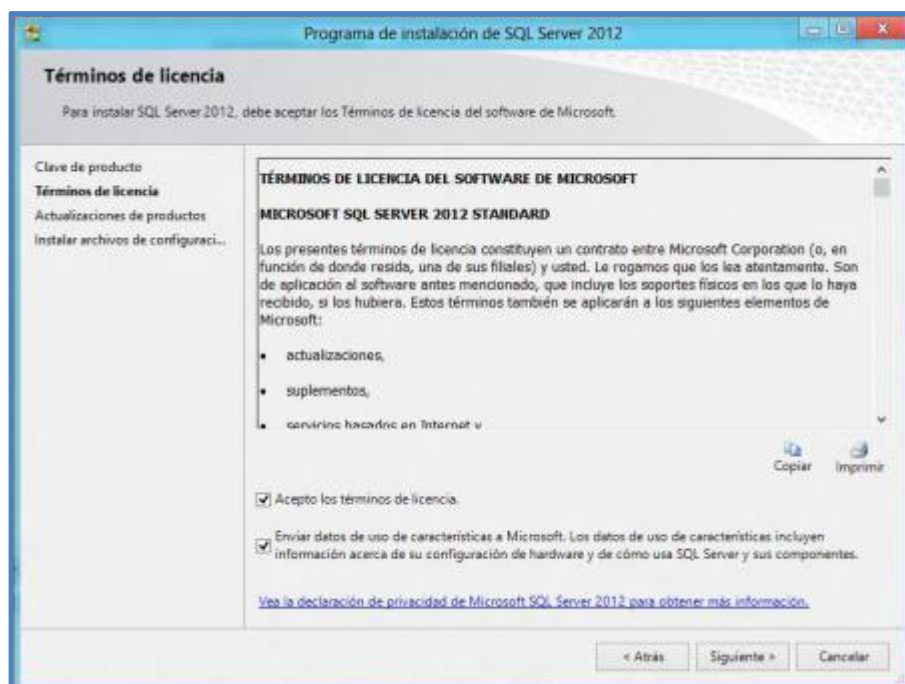 Programa de instalación de SQL Server 2012
Términos de licencia
Para instalar SQL Server 2012, debe aceptar los Términos de licencia del software de Microsoft.
Clave de producto
Términos de licencia
Actualizaciones de productos
Instalar archivos de configuraci...
TÉRMINOS DE LICENCIA DEL SOFTWARE DE MICROSOFT
MICROSOFT SQL SERVER 2012 STANDARD
Los presentes términos de licencia constituyen un contrato entre Microsoft Corporation (o, en
función de donde resida, una de sus filiales) y usted. Le rogamos que los lea atentamente. Son
de aplicación al software antes mencionado, que incluye los soportes físicos en los que lo haya
recibido, si los hubiera. Estos términos también se aplicarán a los siguientes elementos de
Microsoft:
• actualizaciones,
• suplementos,
• servicios basados en Internet y
Copiar Imprimir
Acepto los términos de licencia.
Enviar datos de uso de características a Microsoft. Los datos de uso de características incluyen
información acerca de su configuración de hardware y de cómo usa SQL Server y sus componentes.
Vea la declaración de privacidad de Microsoft SQL Server 2012 para obtener más información.
< Atrás Siguiente > Cancelar